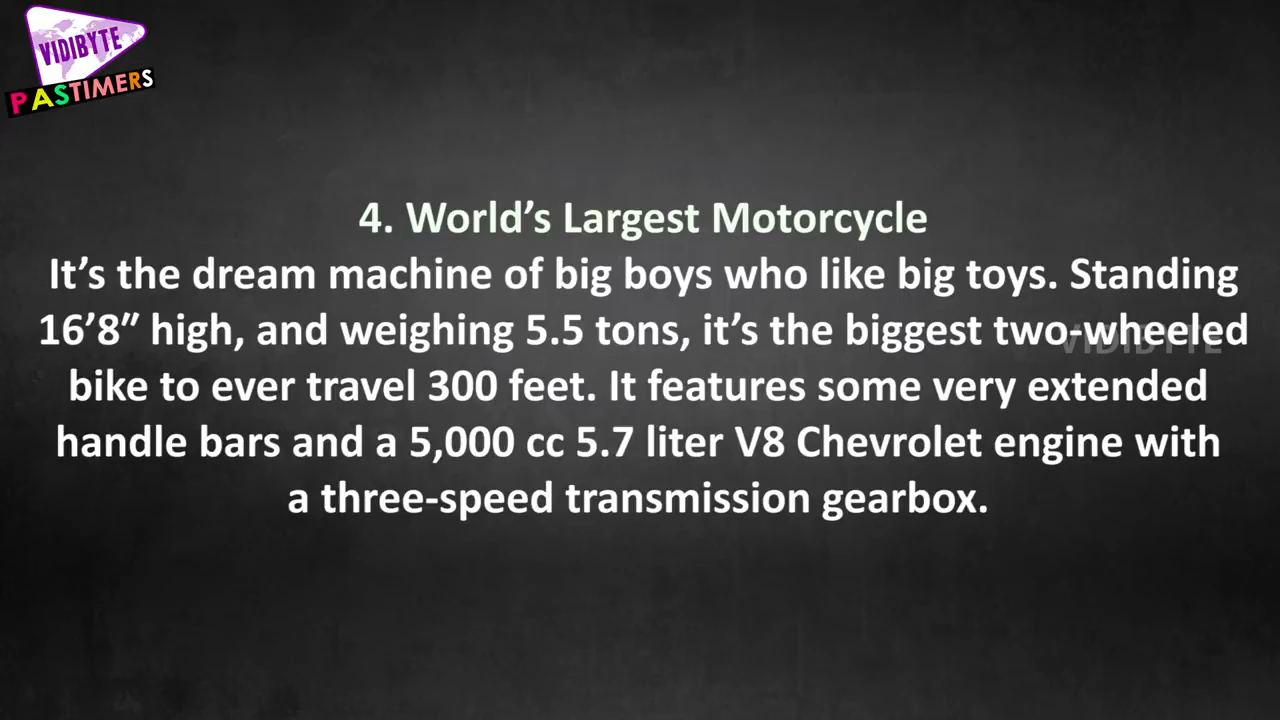 VIDIBYTE
PASTIMERS
4. World’s Largest Motorcycle
It’s the dream machine of big boys who like big toys. Standing
16’8” high, and weighing 5.5 tons, it’s the biggest two-wheeled
VIDIBYTE
bike to ever travel 300 feet. It features some very extended
handle bars and a 5,000 cc 5.7 liter V8 Chevrolet engine with
a three-speed transmission gearbox.